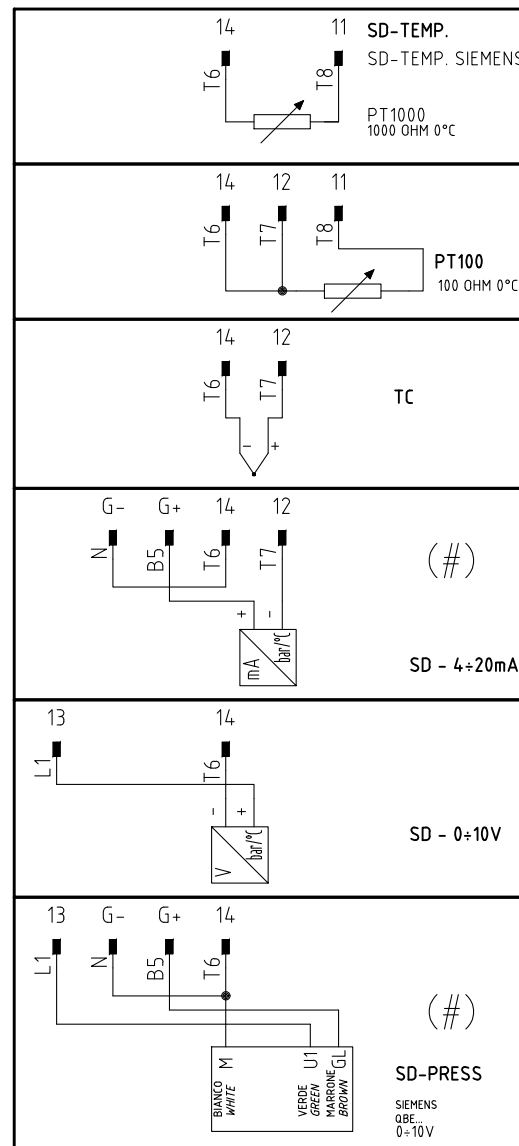 14 11 SD-TEMP.
SD-TEMP. SIEMENS
T6 T8
PT1000
1000 OHM 0°C
14 12 11
T6 T7 T8
PT100
100 OHM 0°C
14 12
T6 T7
TC
- +
G- G+ 14 12
N B5 T6 T7
(#)
+ -
mA bar/°C
SD - 4÷20mA
13 14
L1 T6
- +
V bar/°C
SD - 0÷10V
13 G- G+ 14
L1 N B5 T6
(#)
M U1 GL
BIANCO VERDE MARRONE
WHITE GREEN BROWN
SD-PRESS
SIEMENS
QBE...
0÷10V